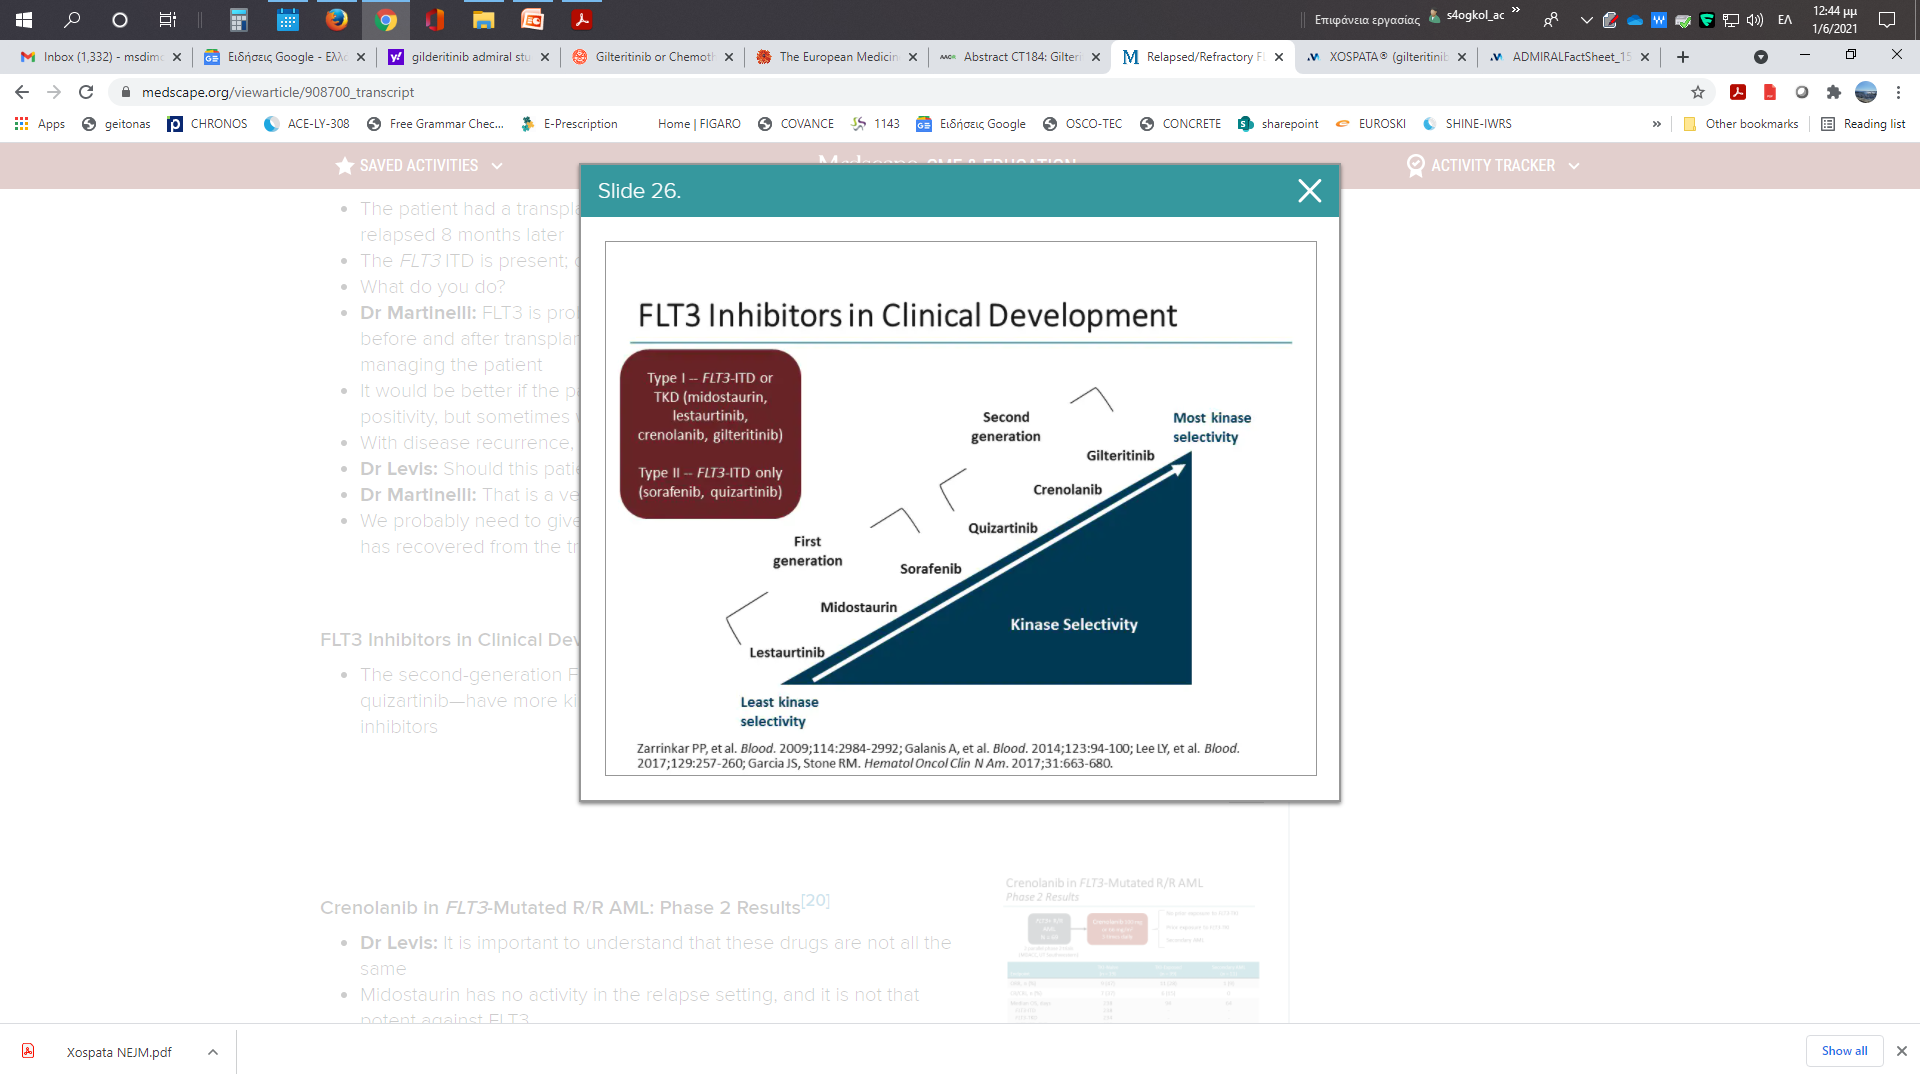 s4ogkol_ac
Επιφάνεια εργασίας
»
ΕΛ
12:44 μμ
1/6/2021
Inbox (1,332) - msdimo
Ειδήσεις Google - Ελλ
gilderitinib admiral stu
Gilteritinib or Chemoth
The European Medicin
Abstract CT184: Gilteri
Relapsed/Refractory F
XOSPATA® (gilteritinib
ADMIRALFactSheet_15
medscape.org/viewarticle/908700_transcript
Apps
geitonas
CHRONOS
ACE-LY-308
Free Grammar Chec...
E-Prescription
Home | FIGARO
COVANCE
1143
Ειδήσεις Google
OSCO-TEC
CONCRETE
sharepoint
EUROSKI
SHINE-IWRS
»
Other bookmarks
Reading list
SAVED ACTIVITIES
Medscape CME & EDUCATION
ACTIVITY TRACKER
The patient had a transpla
relapsed 8 months later
The FLT3 ITD is present;
What do you do?
Dr Martinelli: FLT3 is pro
before and after transplan
managing the patient
It would be better if the pa
positivity, but sometimes
With disease recurrence,
Dr Levis: Should this patie
Dr Martinelli: That is a ve
We probably need to give
has recovered from the tr
FLT3 Inhibitors in Clinical Dev
The second-generation F
quizartinib—have more ki
inhibitors
Slide 26.
FLT3 Inhibitors in Clinical Development
Type I -- FLT3-ITD or
TKD (midostaurin,
lestaurtinib,
crenolanib, gilteritinib)
Type II -- FLT3-ITD only
(sorafenib, quizartinib)
Second
generation
Most kinase
selectivity
Gilteritinib
Crenolanib
Quizartinib
First
generation
Sorafenib
Midostaurin
Kinase Selectivity
Lestaurtinib
Least kinase
selectivity
Zarrinkar PP, et al. Blood. 2009;114:2984-2992; Galanis A, et al. Blood. 2014;123:94-100; Lee LY, et al. Blood.
2017;129:257-260; Garcia JS, Stone RM. Hematol Oncol Clin N Am. 2017;31:663-680.
Crenolanib in FLT3-Mutated R/R AML: Phase 2 Results[20]
Dr Levis: It is important to understand that these drugs are not all the
same
Midostaurin has no activity in the relapse setting, and it is not that
potent against FLT3
Crenolanib in FLT3-Mutated R/R AML
Phase 2 Results
Xospata NEJM.pdf
Show all